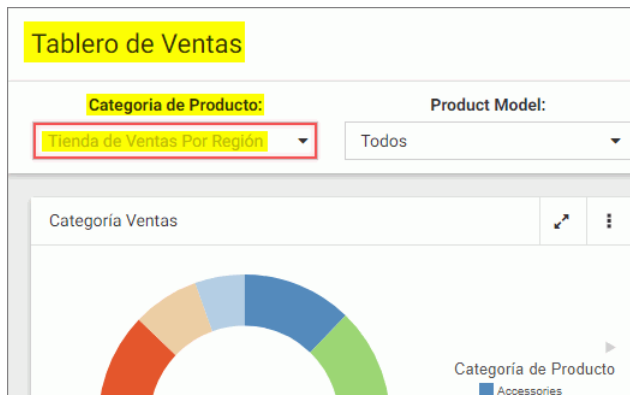 Tablero de Ventas
Categoria de Producto:
Product Model:
Tienda de Ventas Por Región
Todos
Categoría Ventas
Categoría de Producto
Accessories